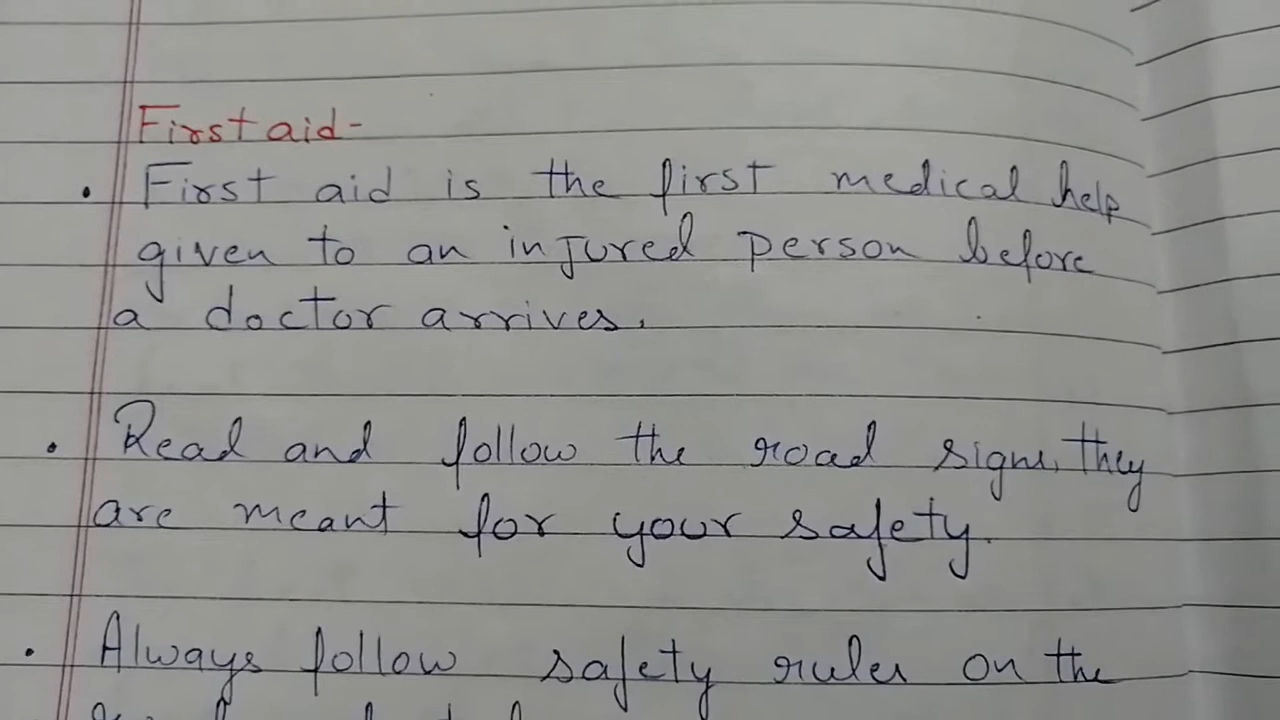 First aid-
• First aid is the first medical help
given to an injured person before
a doctor arrives.
• Read and follow the road signs, they
are meant for your safety.
• Always follow safety rules on the